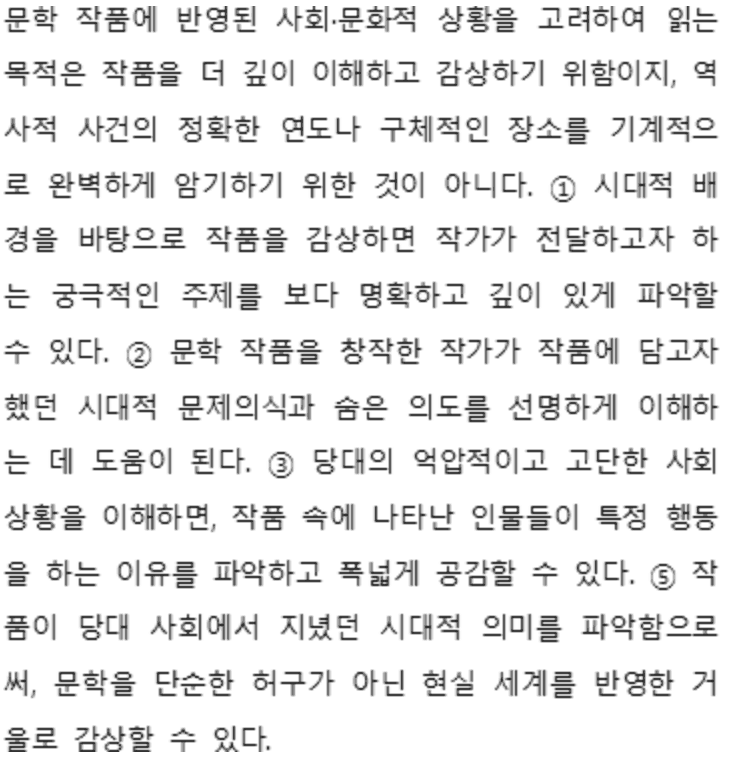 문학 작품에 반영된 사회·문화적 상황을 고려하여 읽는
목적은 작품을 더 깊이 이해하고 감상하기 위함이지, 역
사적 사건의 정확한 연도나 구체적인 장소를 기계적으
로 완벽하게 암기하기 위한 것이 아니다. ① 시대적 배
경을 바탕으로 작품을 감상하면 작가가 전달하고자 하
는 궁극적인 주제를 보다 명확하고 깊이 있게 파악할
수 있다. ② 문학 작품을 창작한 작가가 작품에 담고자
했던 시대적 문제의식과 숨은 의도를 선명하게 이해하
는 데 도움이 된다. ③ 당대의 억압적이고 고단한 사회
상황을 이해하면, 작품 속에 나타난 인물들이 특정 행동
을 하는 이유를 파악하고 폭넓게 공감할 수 있다. ⑤ 작
품이 당대 사회에서 지녔던 시대적 의미를 파악함으로
써, 문학을 단순한 허구가 아닌 현실 세계를 반영한 거
울로 감상할 수 있다.